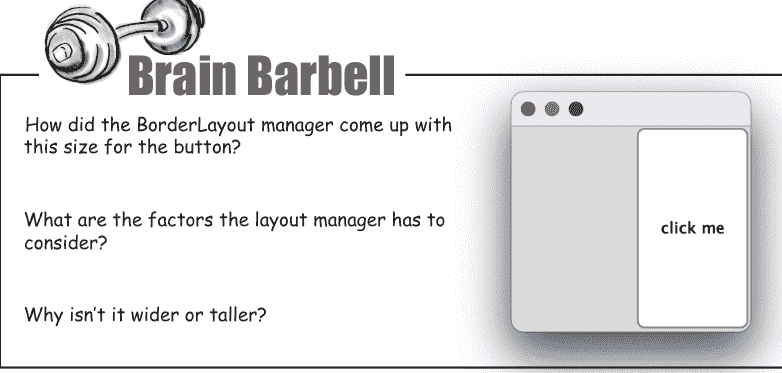 Brain Barbell
How did the BorderLayout manager come up with
this size for the button?
What are the factors the layout manager has to
consider?
Why isn't it wider or taller?
click me